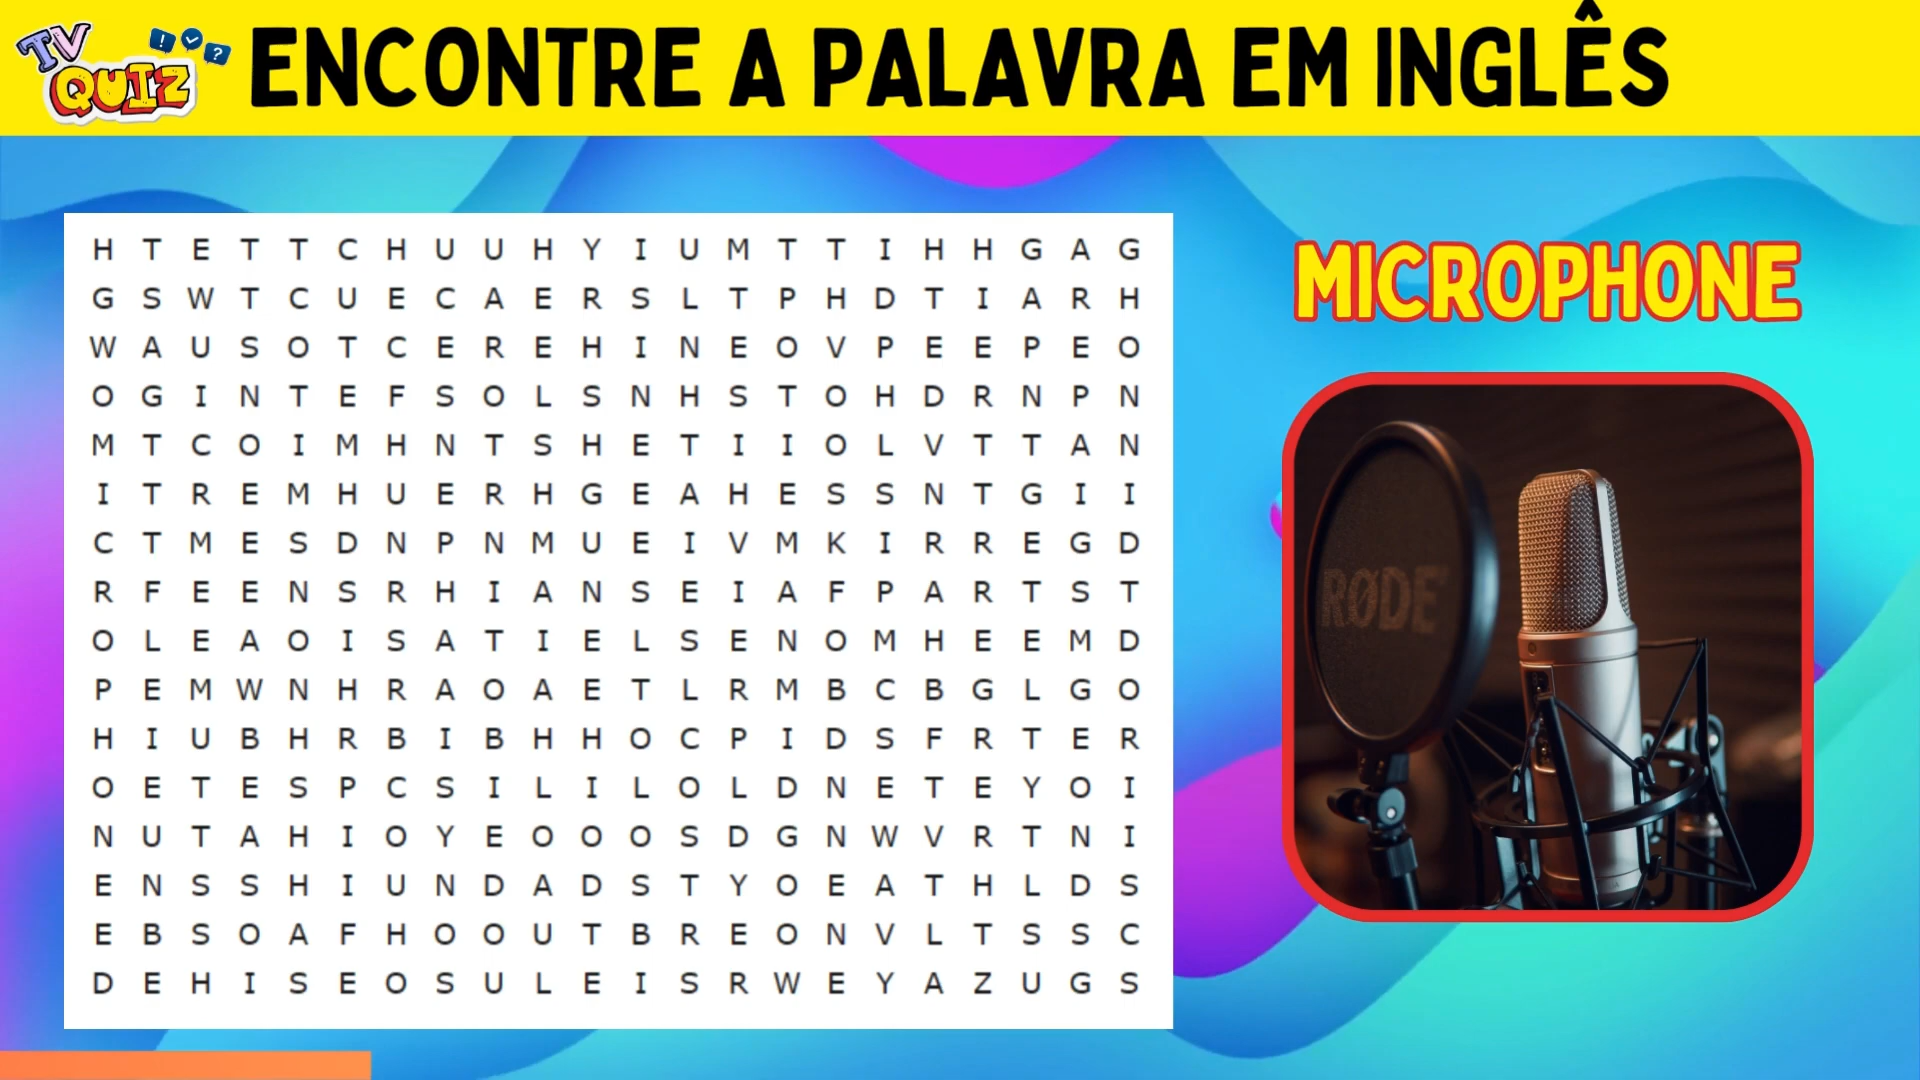 TV QUIZ ! ?
ENCONTRE A PALAVRA EM INGLÊS
H T E T T C H U U H Y I U M T T I H H G A G
G S W T C U E C A E R S L T P H D T I A R H
W A U S O T C E R E H I N E O V P E E P E O
O G I N T E F S O L S N H S T O H D R N P N
M T C O I M H N T S H E T I I O L V T T A N
I T R E M H U E R H G E A H E S S N T G I I
C T M E S D N P N M U E I V M K I R R E G D
R F E E N S R H I A N S E I A F P A R T S T
O L E A O I S A T I E L S E N O M H E E M D
P E M W N H R A O A E T L R M B C B G L G O
H I U B H R B I B H H O C P I D S F R T E R
O E T E S P C S I L I L O L D N E T E Y O I
N U T A H I O Y E O O O S D G N W V R T N I
E N S S H I U N D A D S T Y O E A T H L D S
E B S O A F H O O U T B R E O N V L T S S C
D E H I S E O S U L E I S R W E Y A Z U G S
MICROPHONE
RØDE